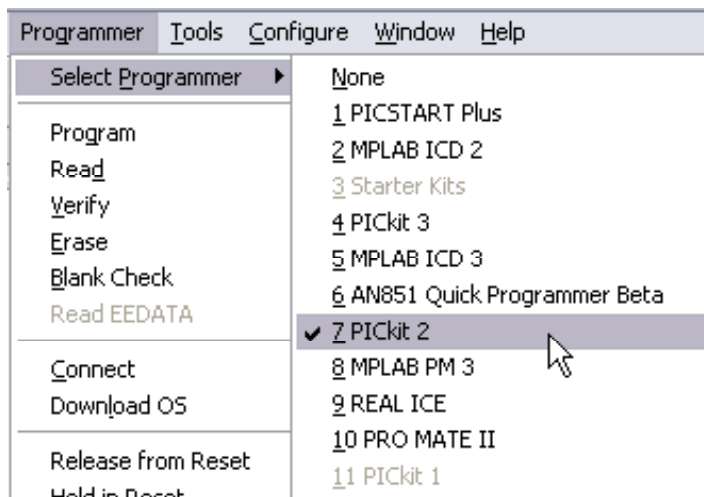 Programmer Tools Configure Window Help
Select Programmer
Program
Read
Verify
Erase
Blank Check
Read EEDATA
Connect
Download OS
Release from Reset
Hold in Reset
None
1 PICSTART Plus
2 MPLAB ICD 2
3 Starter Kits
4 PICkit 3
5 MPLAB ICD 3
6 AN851 Quick Programmer Beta
7 PICkit 2
8 MPLAB PM 3
9 REAL ICE
10 PRO MATE II
11 PICkit 1